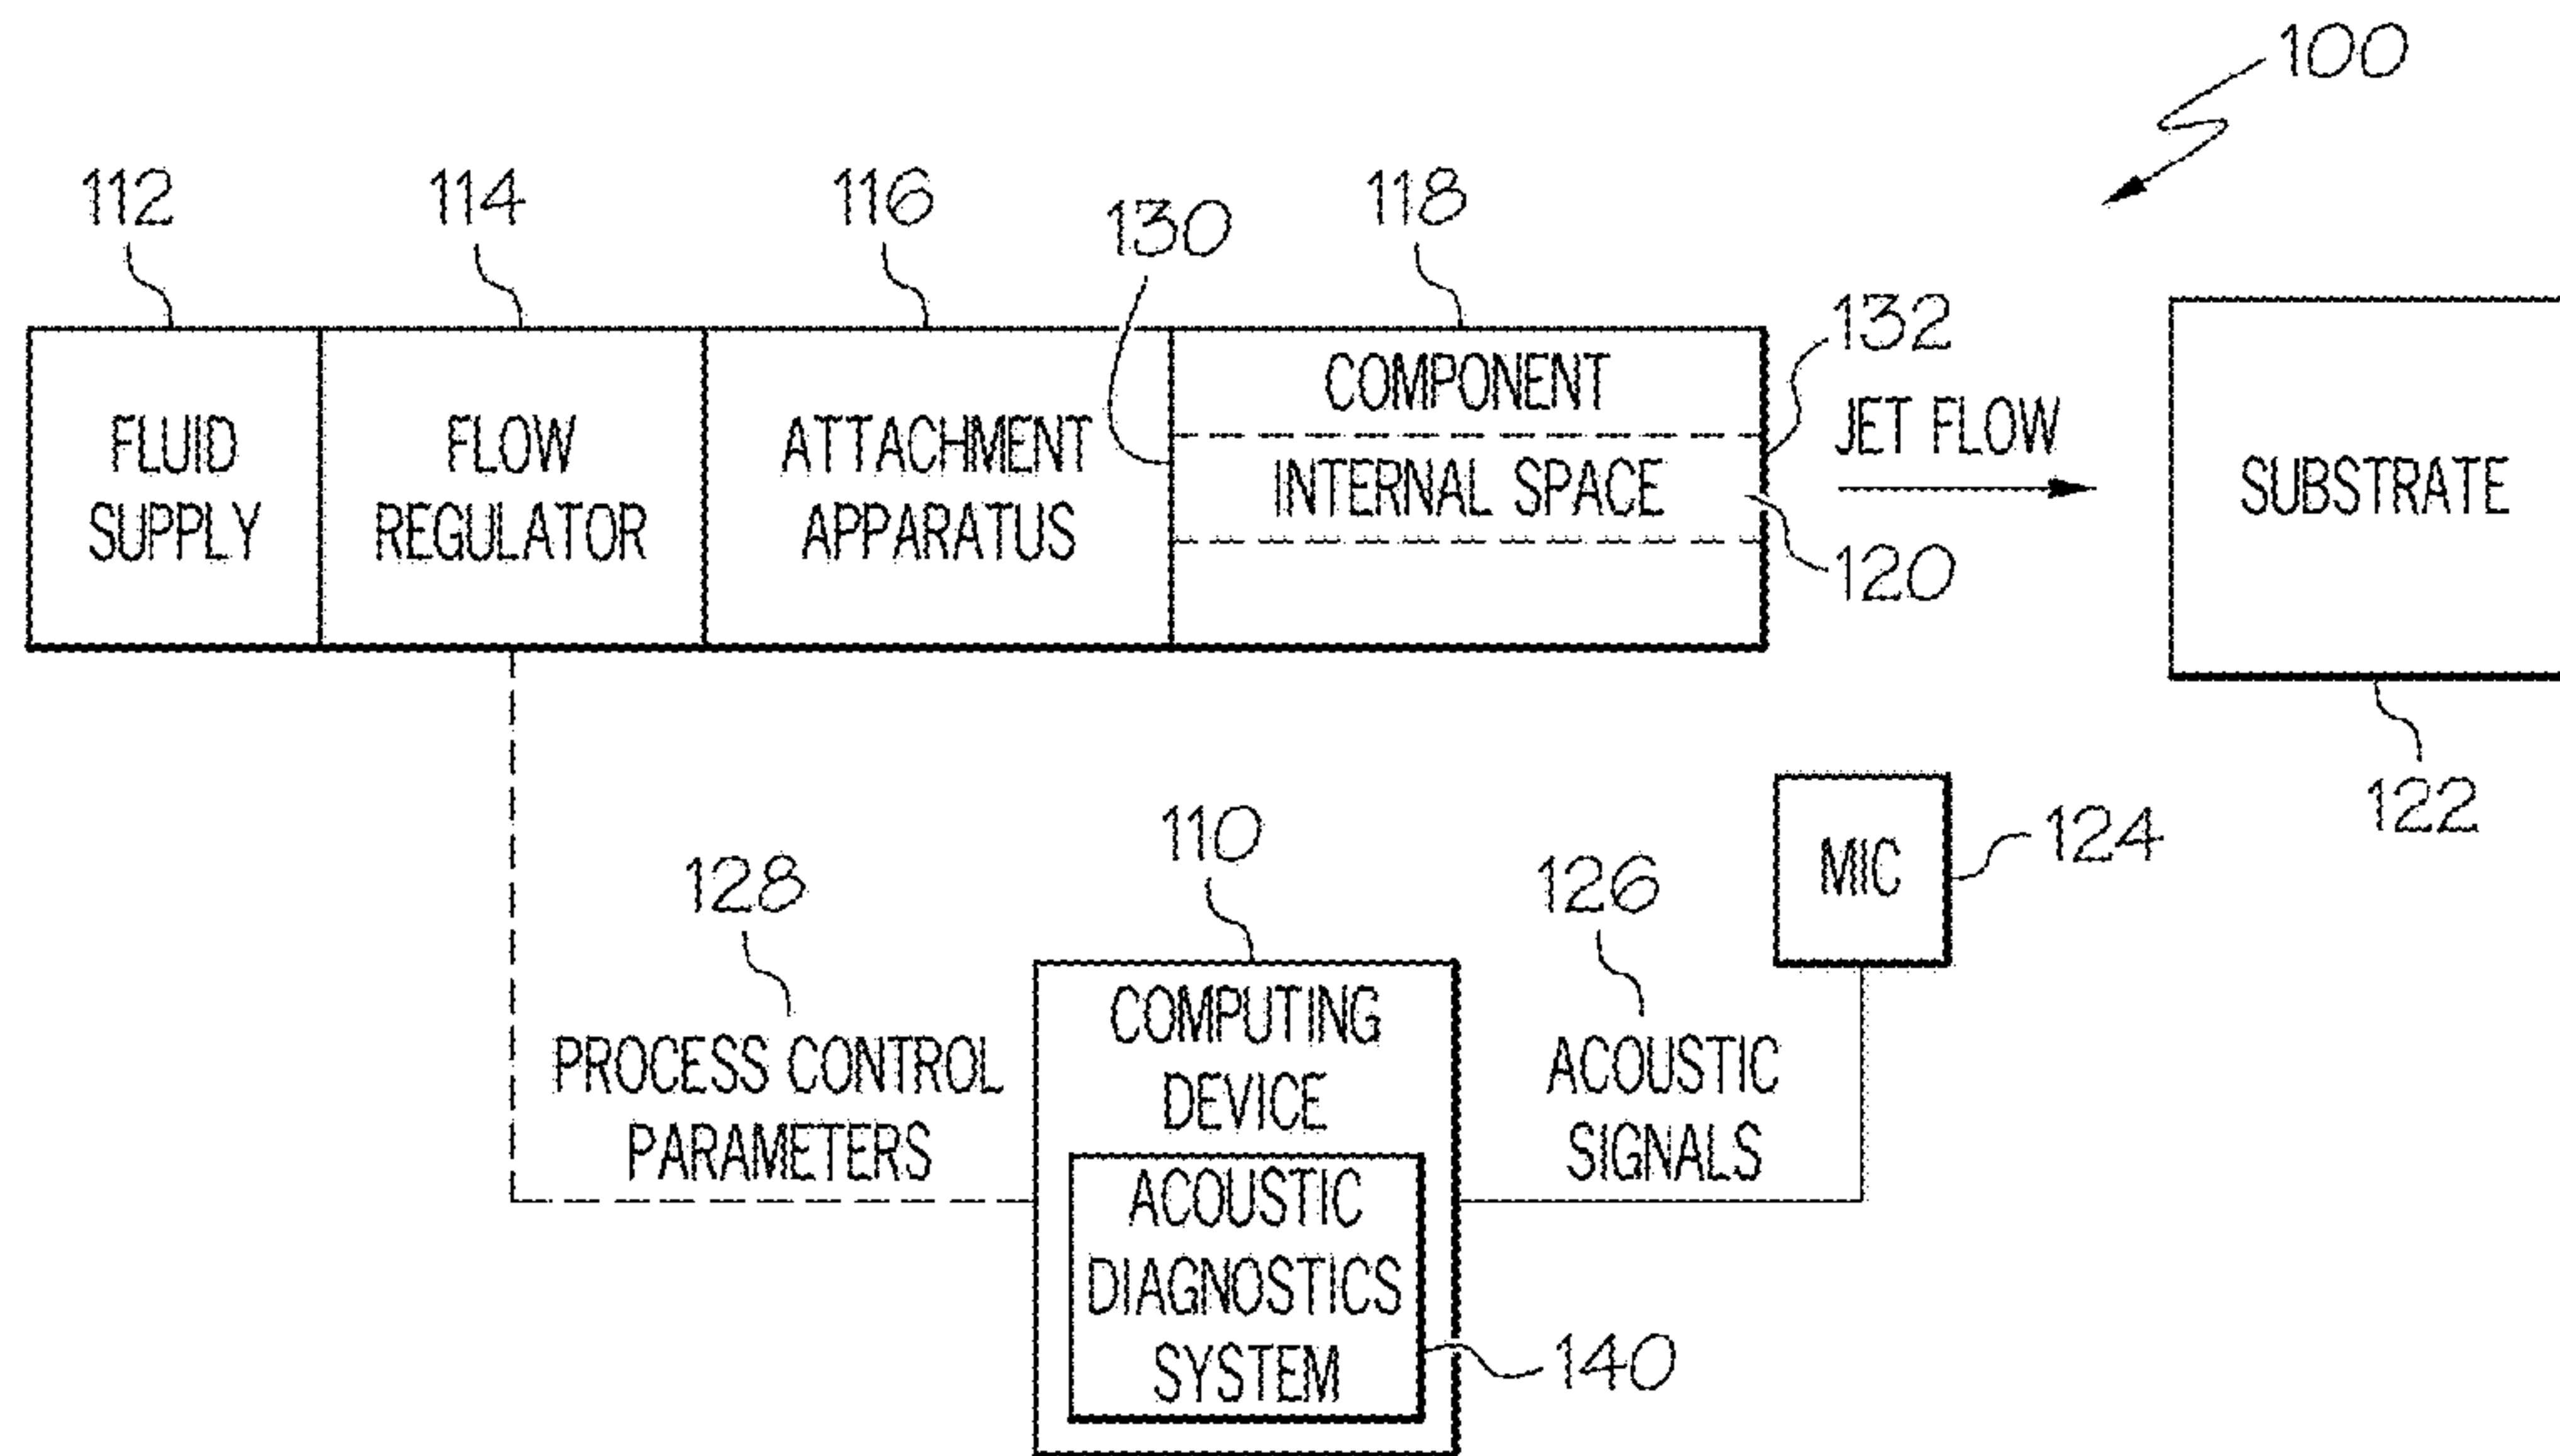 100
112
114
116
130
118
132
FLUID
SUPPLY
FLOW
REGULATOR
ATTACHMENT
APPARATUS
COMPONENT
INTERNAL SPACE
JET FLOW
120
SUBSTRATE
122
124
MIC
128
110
126
PROCESS CONTROL
PARAMETERS
COMPUTING
DEVICE
ACOUSTIC
SIGNALS
ACOUSTIC
DIAGNOSTICS
SYSTEM
140